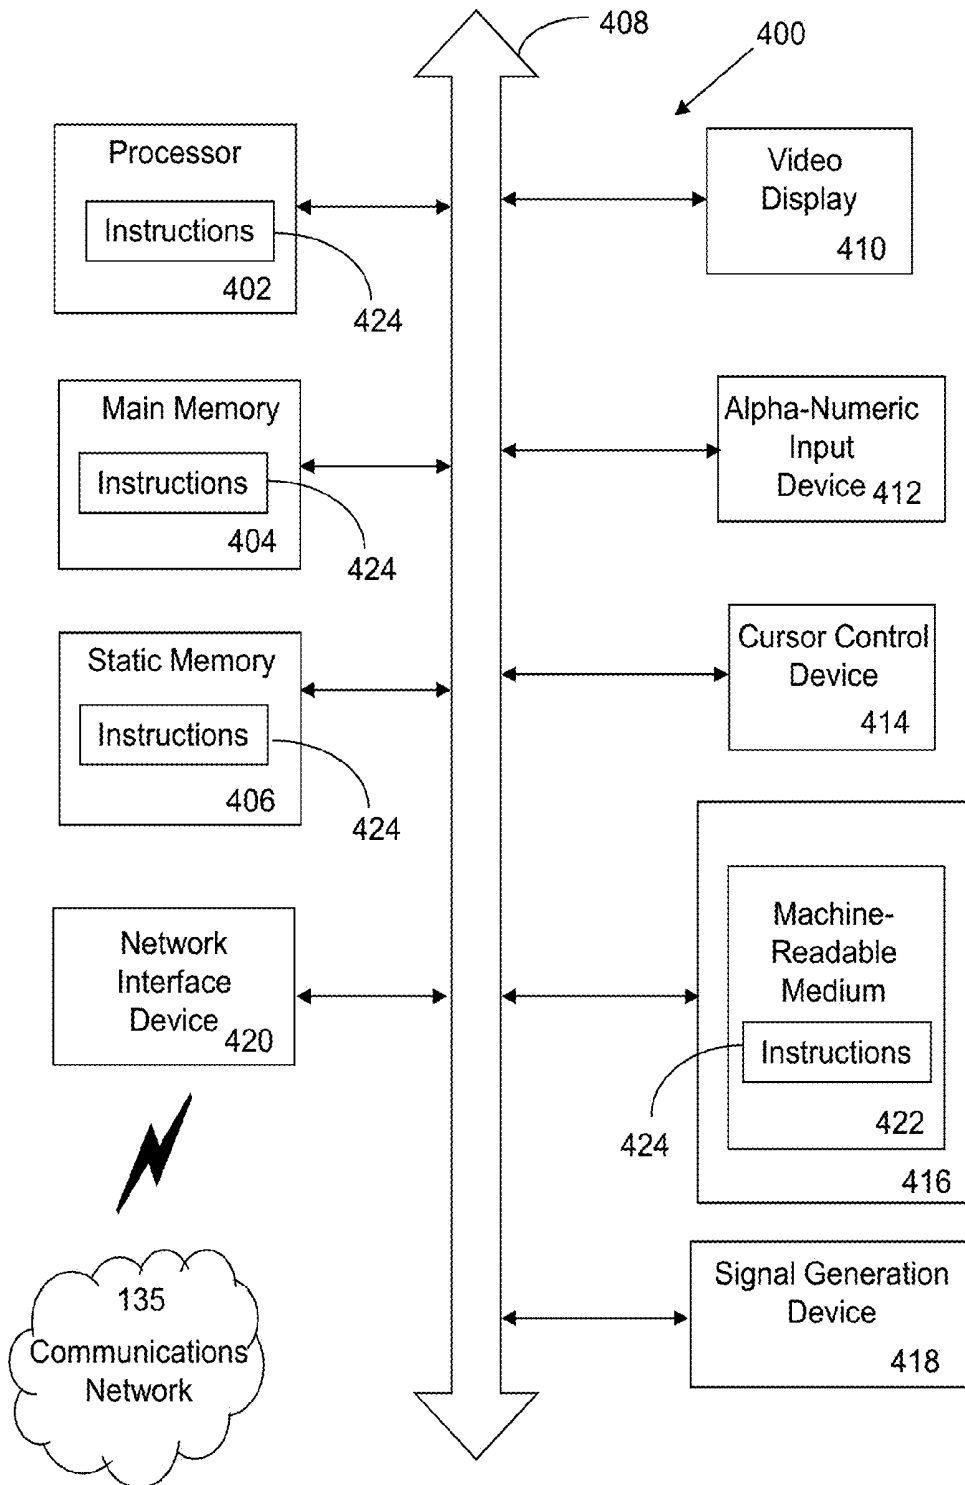 408
400
Processor
Instructions
402
424
Video
Display
410
Main Memory
Instructions
404
424
Alpha-Numeric
Input
Device 412
Static Memory
Instructions
406
424
Cursor Control
Device
414
Network
Interface
Device
420
Machine-
Readable
Medium
Instructions
422
424
416
135
Communications
Network
Signal Generation
Device
418